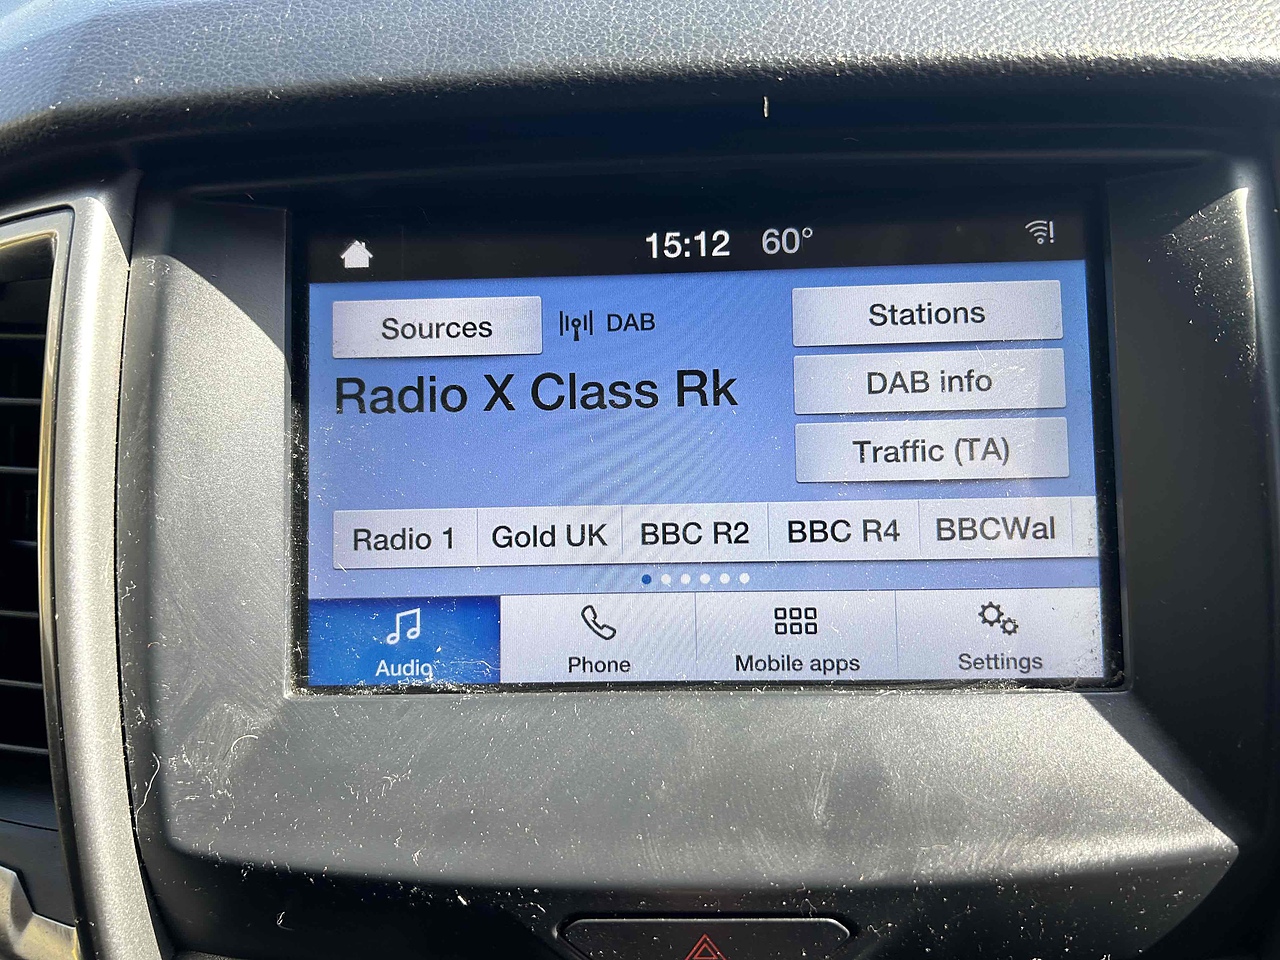 15:12 60°
Sources DAB Stations
Radio X Class Rk DAB info
Traffic (TA)
Radio 1 Gold UK BBC R2 BBC R4 BBCWal
Audio Phone Mobile apps Settings